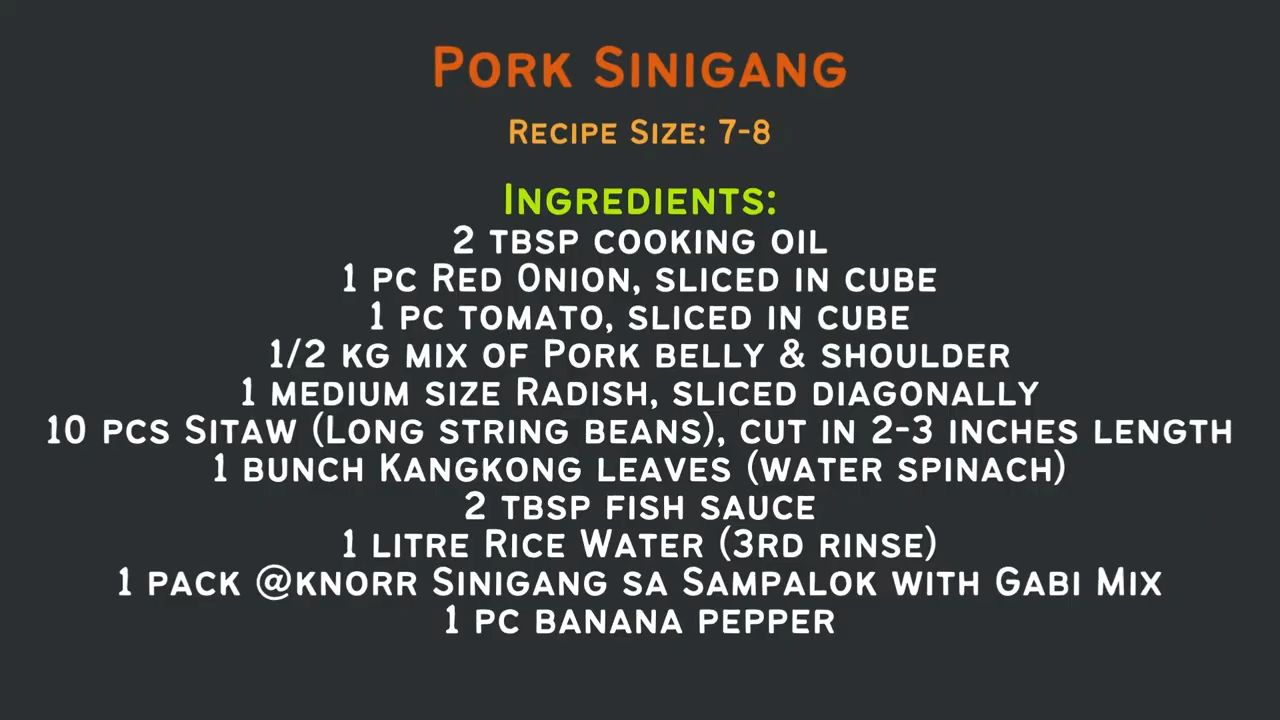 Pork Sinigang
Recipe Size: 7-8
Ingredients:
2 tbsp cooking oil
1 pc Red Onion, sliced in cube
1 pc tomato, sliced in cube
1/2 kg mix of Pork belly & shoulder
1 medium size Radish, sliced diagonally
10 pcs Sitaw (Long string beans), cut in 2-3 inches length
1 bunch Kangkong leaves (water spinach)
2 tbsp fish sauce
1 litre Rice Water (3rd rinse)
1 pack @knorr Sinigang sa Sampalok with Gabi Mix
1 pc banana pepper